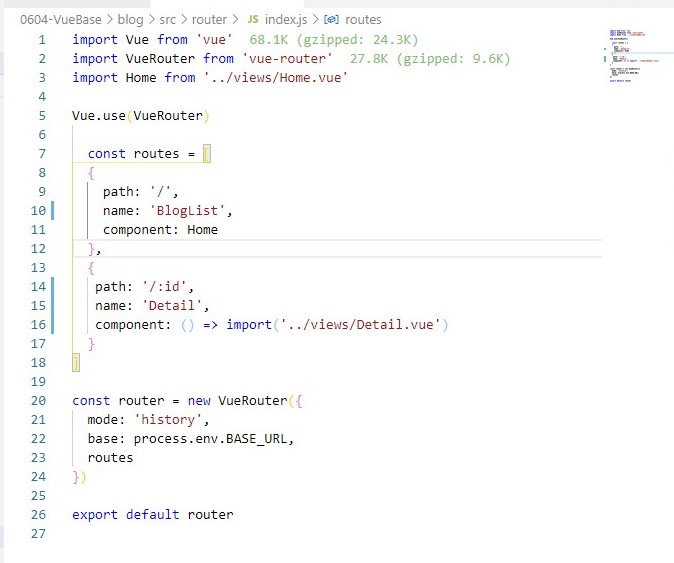 0604-VueBase > blog > src > router > JS index.js > routes
1 import Vue from 'vue' 68.1K (gzipped: 24.3K)
2 import VueRouter from 'vue-router' 27.8K (gzipped: 9.6K)
3 import Home from '../views/Home.vue'
4
5 Vue.use(VueRouter)
6
7 const routes = [
8 {
9 path: '/',
10 name: 'BlogList',
11 component: Home
12 },
13 {
14 path: '/:id',
15 name: 'Detail',
16 component: () => import('../views/Detail.vue')
17 }
18 ]
19
20 const router = new VueRouter({
21 mode: 'history',
22 base: process.env.BASE_URL,
23 routes
24 })
25
26 export default router
27